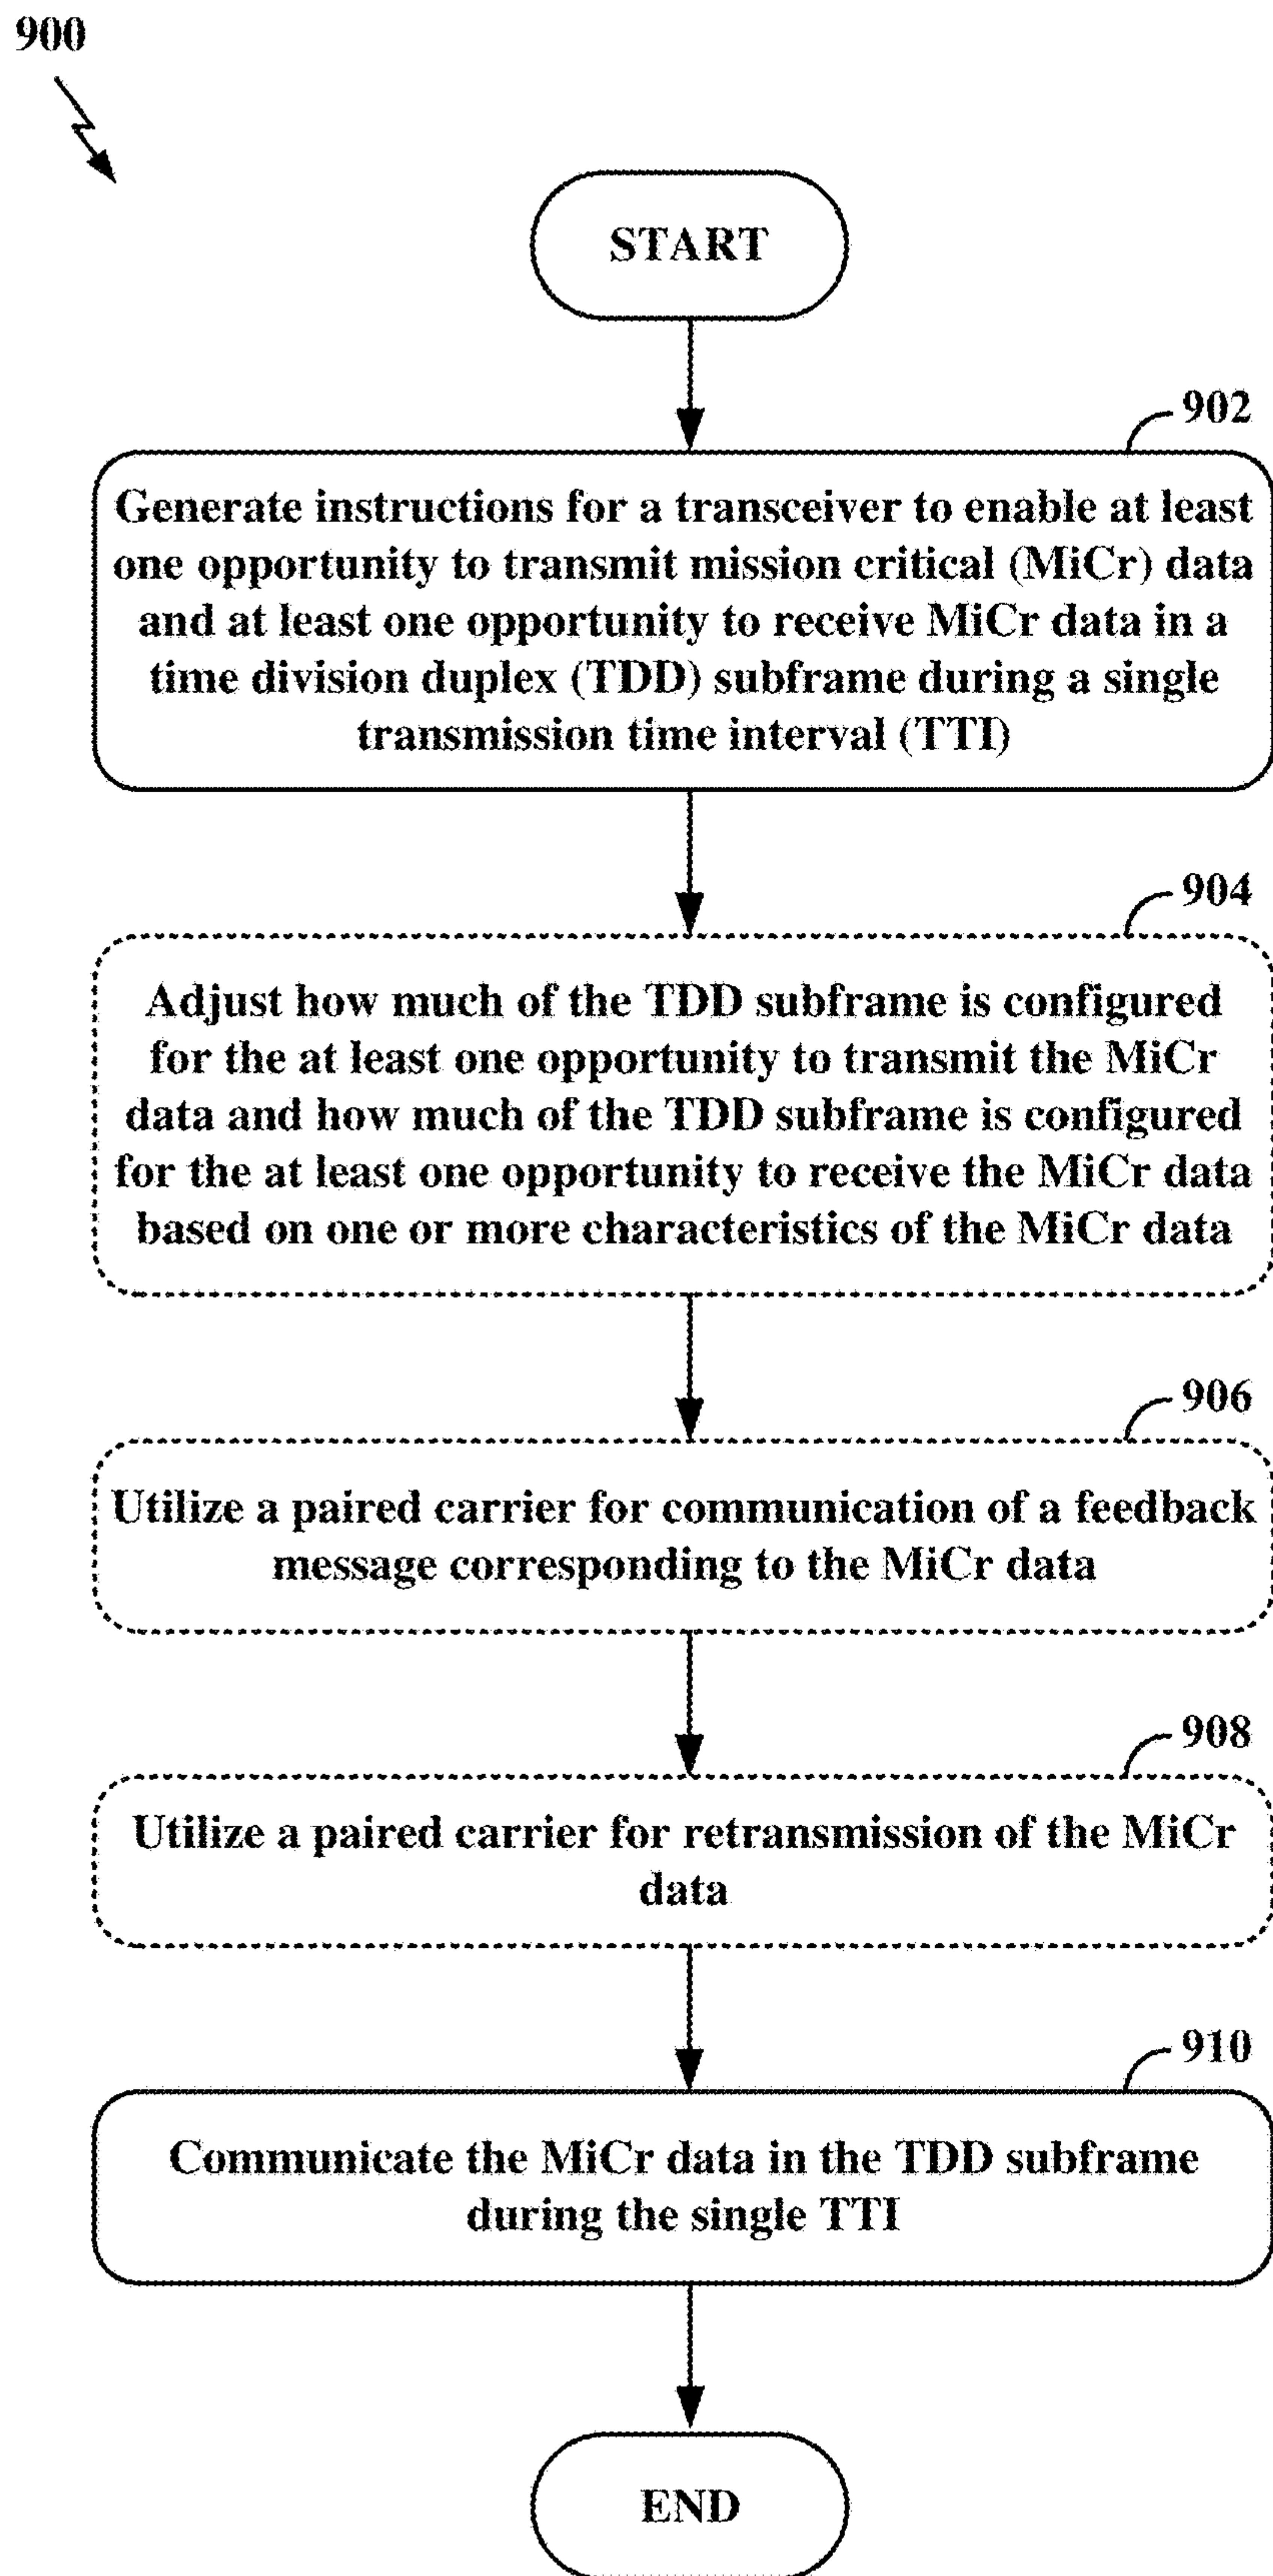 900
START
902
Generate instructions for a transceiver to enable at least
one opportunity to transmit mission critical (MiCr) data
and at least one opportunity to receive MiCr data in a
time division duplex (TDD) subframe during a single
transmission time interval (TTI)
904
Adjust how much of the TDD subframe is configured
for the at least one opportunity to transmit the MiCr
data and how much of the TDD subframe is configured
for the at least one opportunity to receive the MiCr data
based on one or more characteristics of the MiCr data
906
Utilize a paired carrier for communication of a feedback
message corresponding to the MiCr data
908
Utilize a paired carrier for retransmission of the MiCr
data
910
Communicate the MiCr data in the TDD subframe
during the single TTI
END